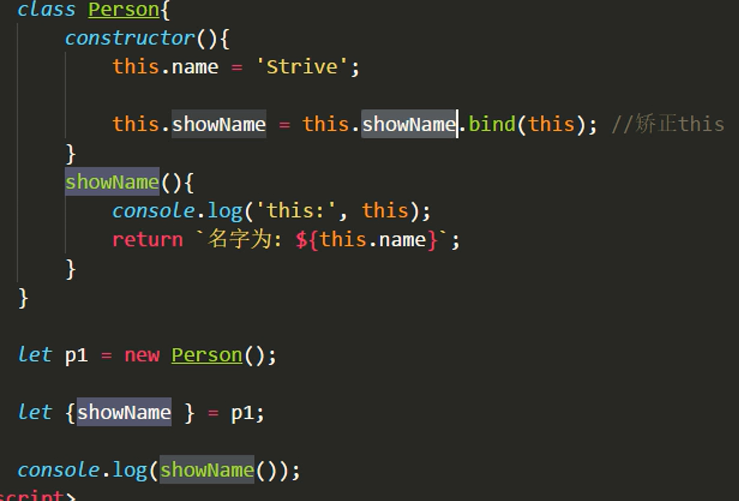 class Person{
constructor(){
this.name = 'Strive';
this.showName = this.showName.bind(this); //矫正this
}
showName(){
console.log('this:', this);
return `名字为: ${this.name}`;
}
}
let p1 = new Person();
let {showName } = p1;
console.log(showName());
script>